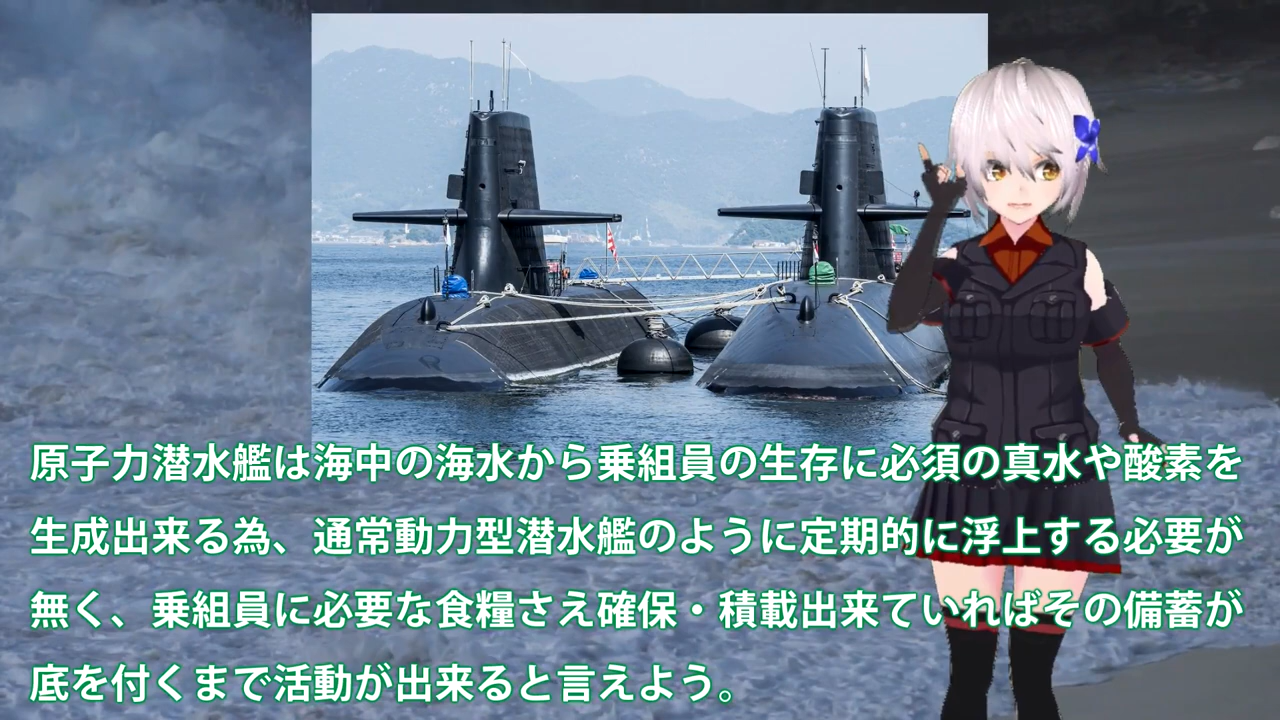 原子力潜水艦は海中の海水から乗組員の生存に必須の真水や酸素を
生成出来る為、通常動力型潜水艦のように定期的に浮上する必要が
無く、乗組員に必要な食糧さえ確保・積載出来ていればその備蓄が
底を付くまで活動が出来ると言えよう。